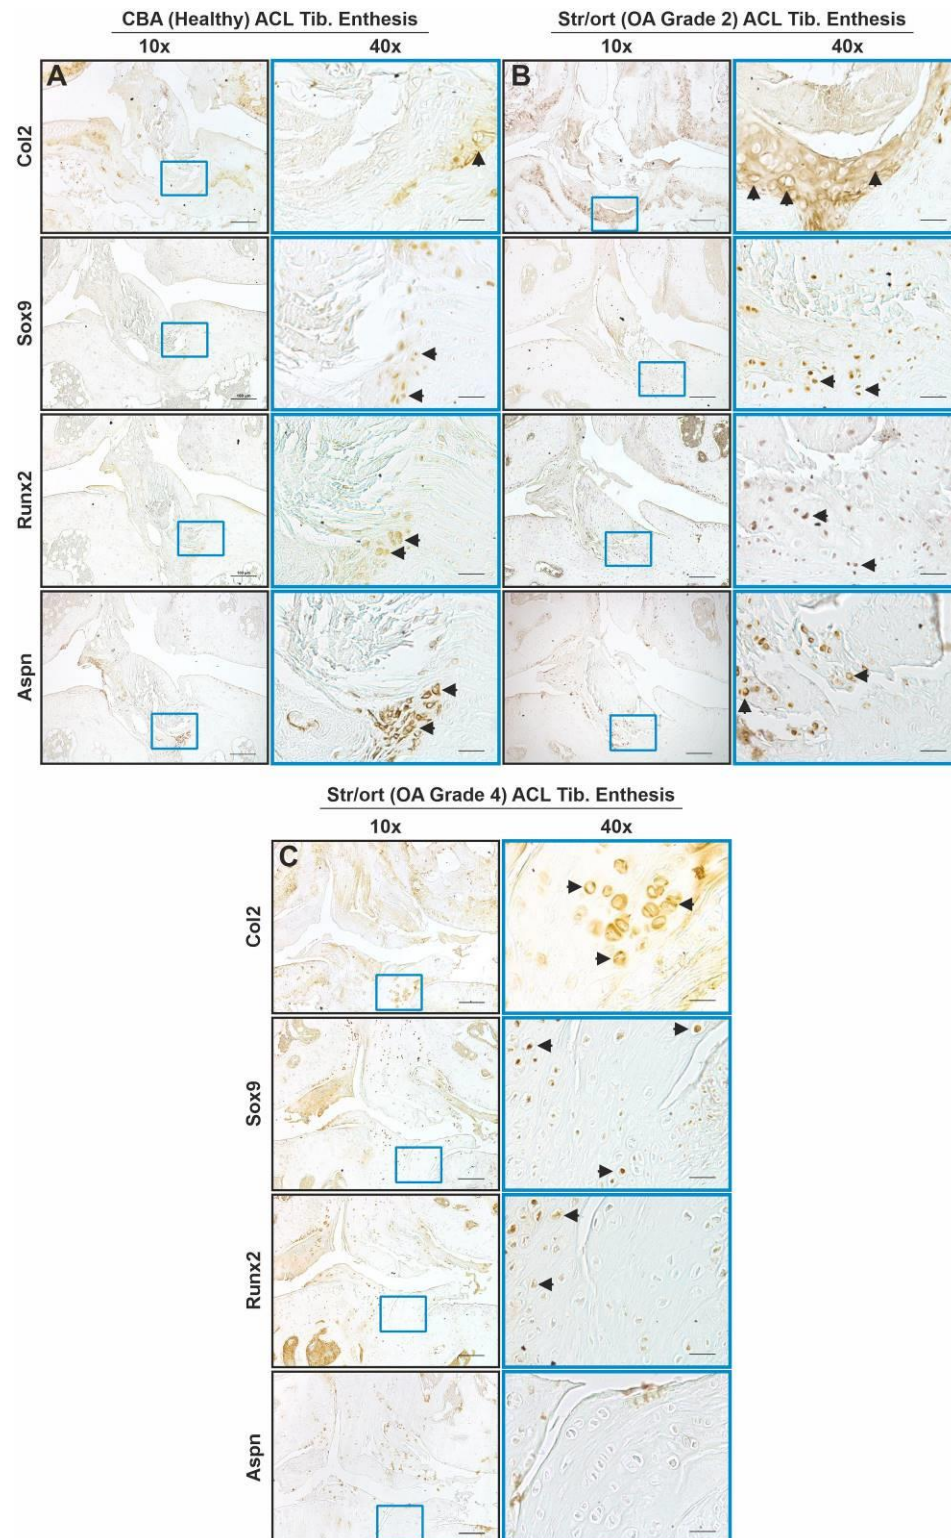 CBA (Healthy) ACL Tib. Enthesis
Str/ort (OA Grade 2) ACL Tib. Enthesis
10x
40x
10x
40x
A
B
Col2
Sox9
Runx2
Aspn
Str/ort (OA Grade 4) ACL Tib. Enthesis
10x
40x
C
Col2
Sox9
Runx2
Aspn